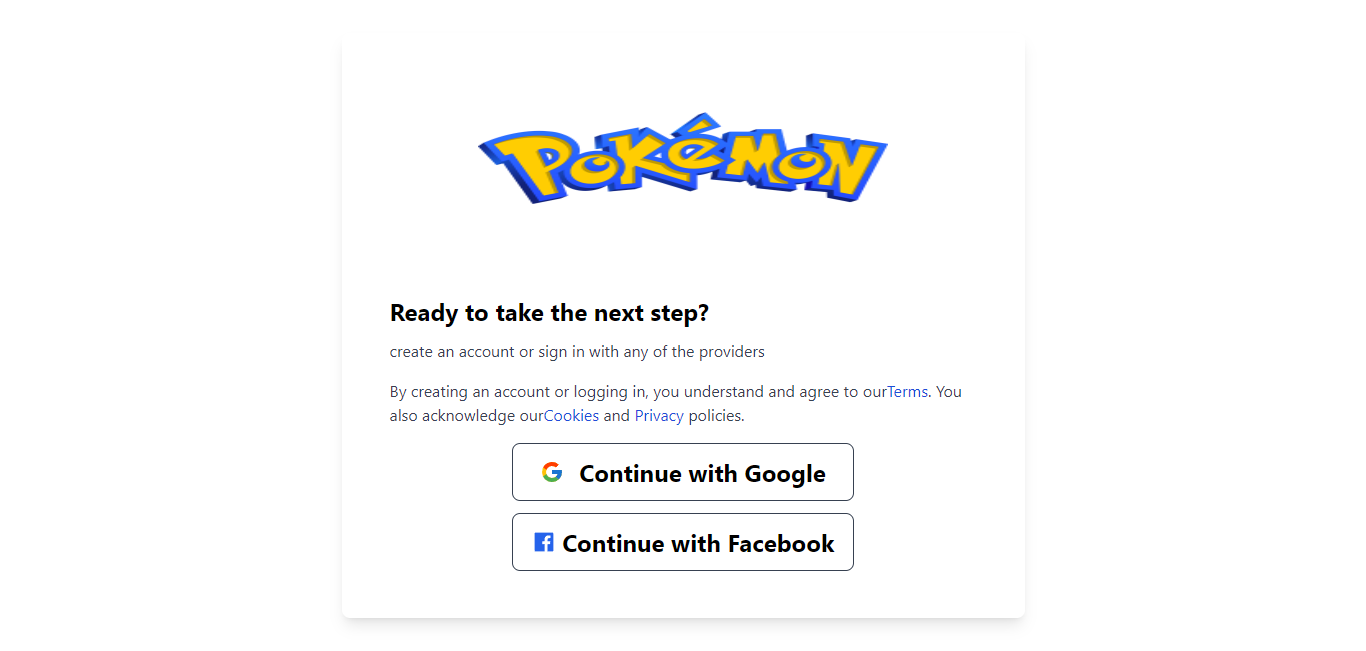 Pokémon
Ready to take the next step?
create an account or sign in with any of the providers
By creating an account or logging in, you understand and agree to ourTerms. You
also acknowledge ourCookies and Privacy policies.
Continue with Google
Continue with Facebook